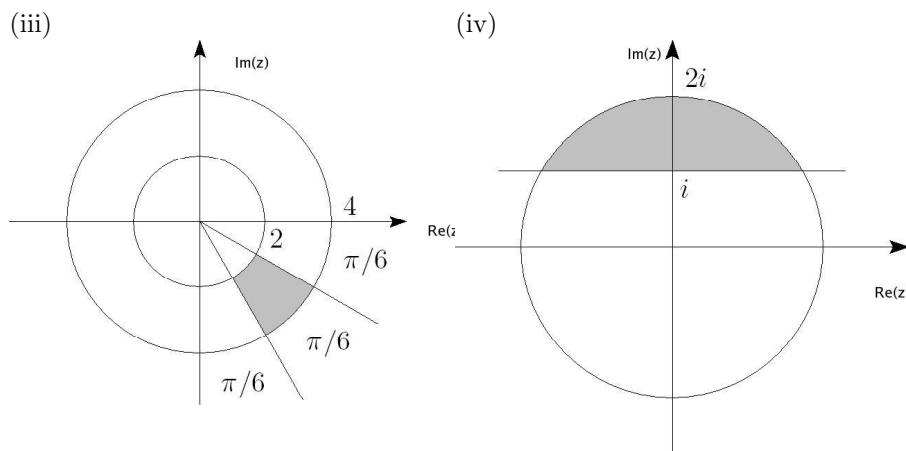 (iii)
Im(z)
4
Re(z
2
π/6
π/6
π/6
(iv)
Im(z)
2i
i
Re(z